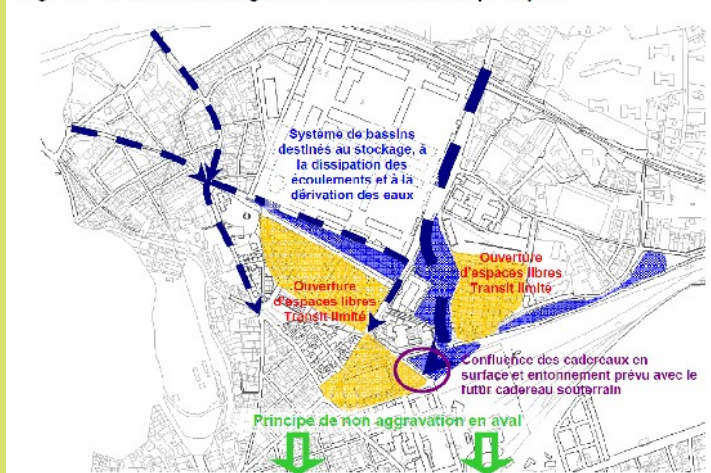 Système de bassins
destinés au stockage, à
la dissipation des
écoulements et à la
dérivation des eaux
Ouverture
d'espaces libres
Transit limité
Ouverture
d'espaces libres
Transit limité
Confluence des cadereaux en
surface et entonnement prévu avec le
futur cadereau souterrain
Principe de non aggravation en aval